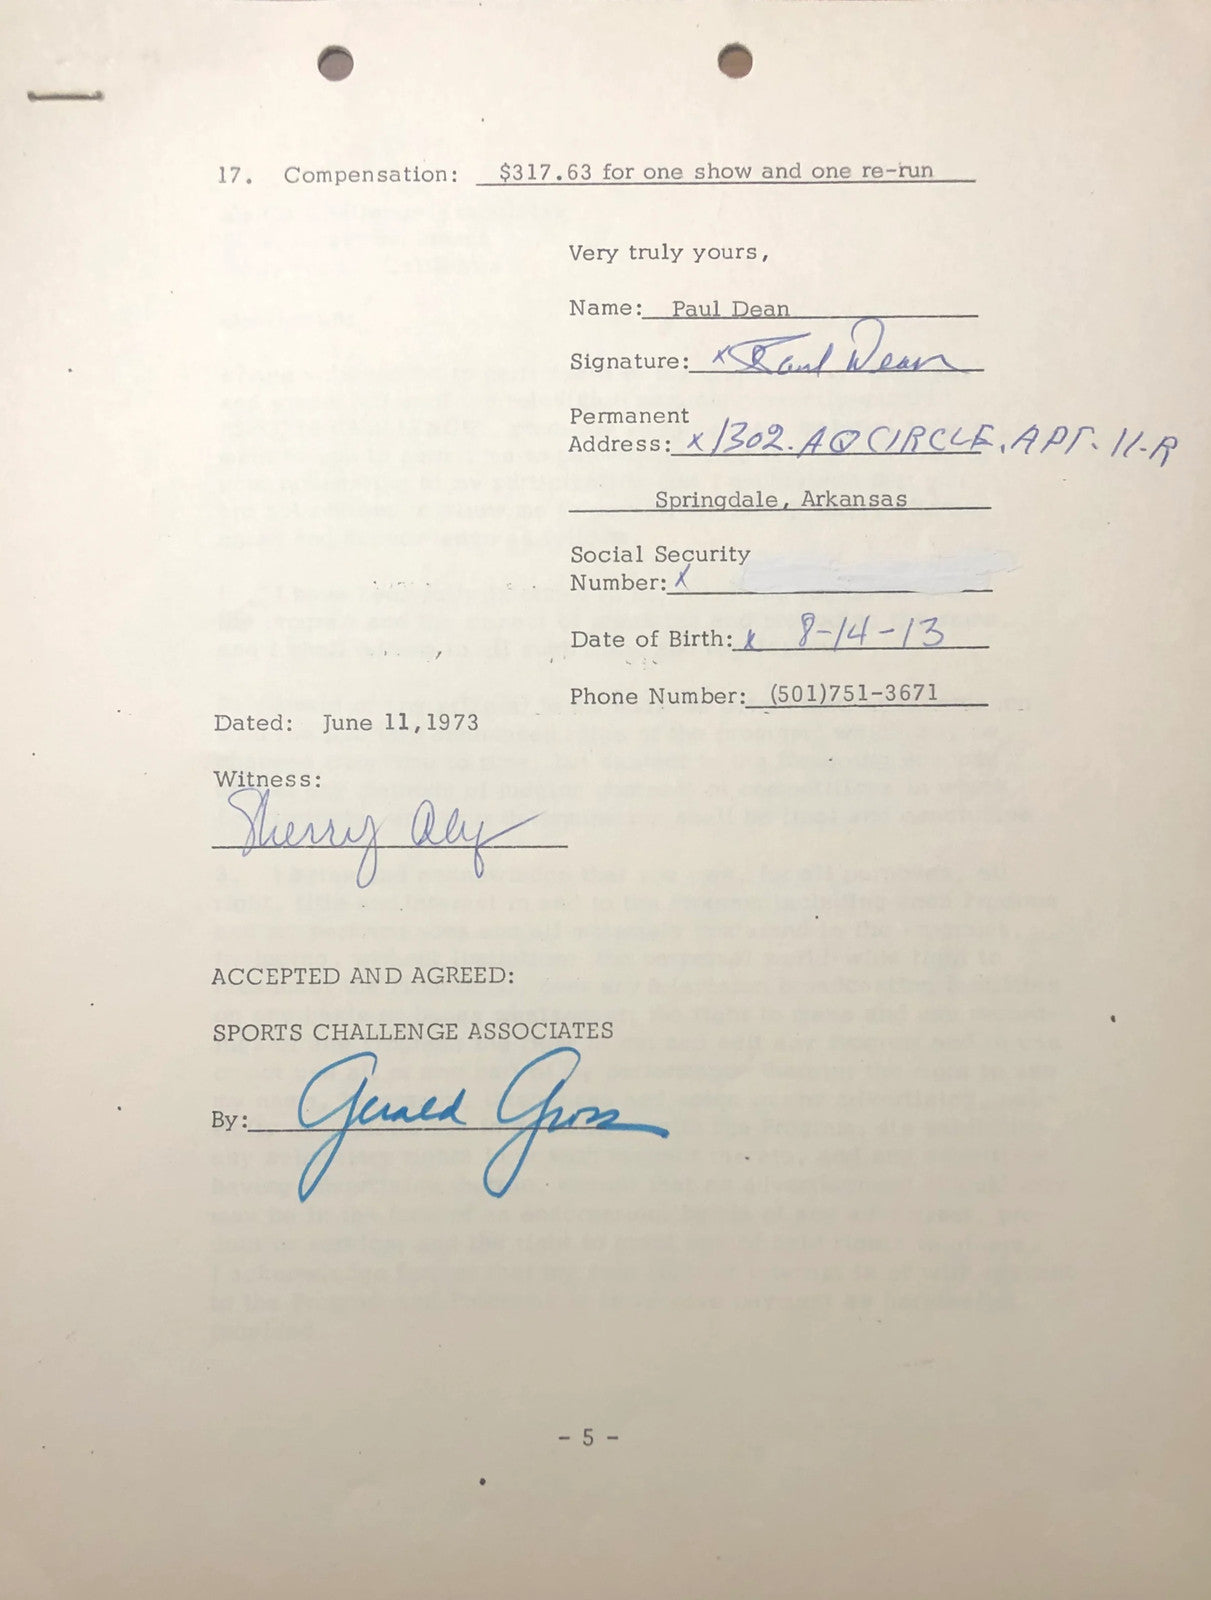 17. Compensation: $317.63 for one show and one re-run
Very truly yours,
Name: Paul Dean
Signature: x Paul Dean
Permanent
Address: x 1302. AQ CIRCLE. APT. 11-R
Springdale, Arkansas
Social Security
Number: x
Date of Birth: x 8-14-13
Phone Number: (501)751-3671
Dated: June 11,1973
Witness:
Sherry Aly
ACCEPTED AND AGREED:
SPORTS CHALLENGE ASSOCIATES
By: Gerald Gross
- 5 -